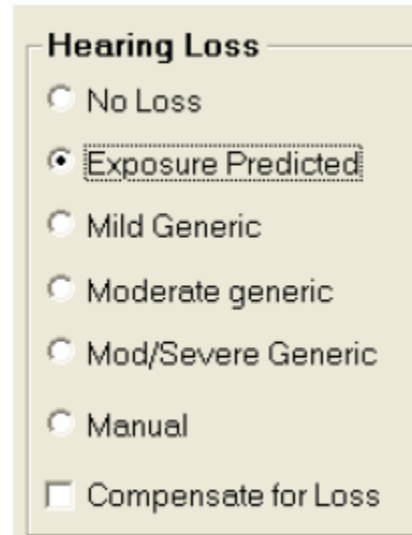 Hearing Loss
No Loss
Exposure Predicted
Mild Generic
Moderate generic
Mod/Severe Generic
Manual
Compensate for Loss